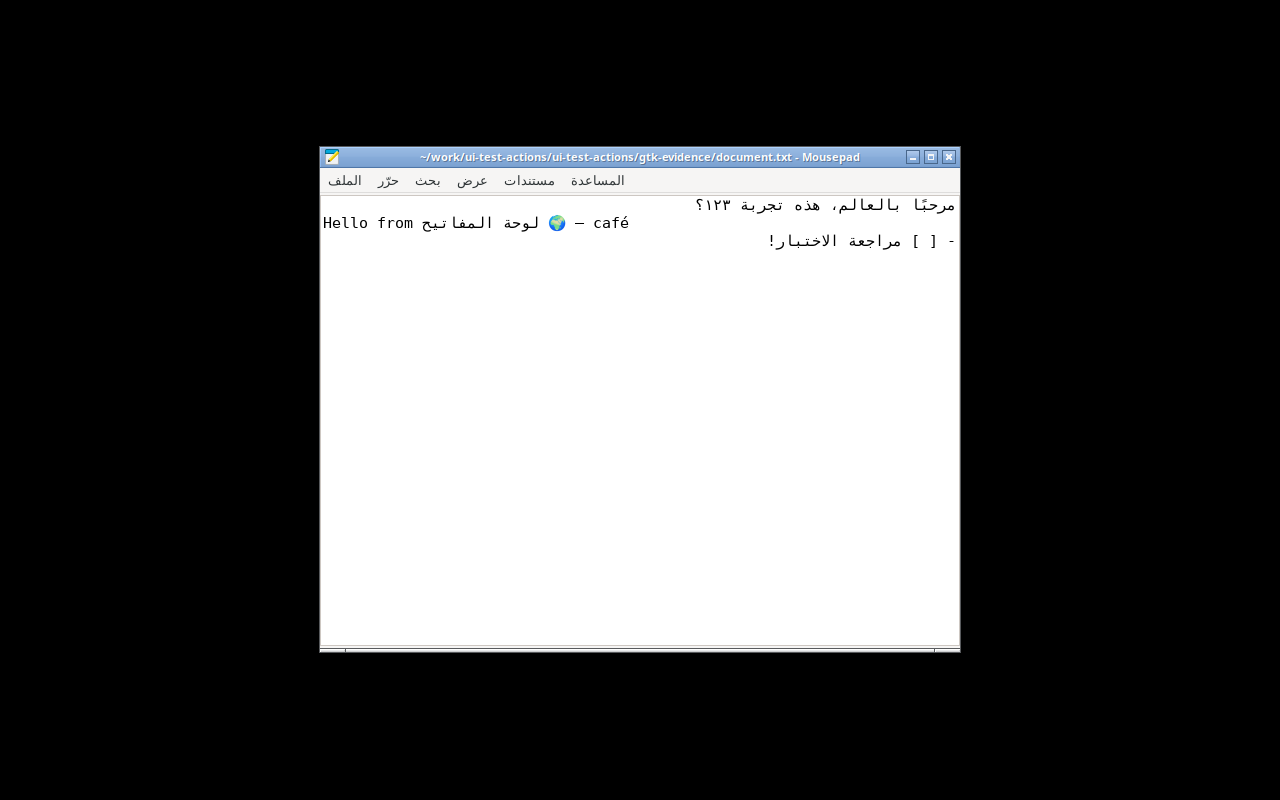 ~/work/ui-test-actions/ui-test-actions/gtk-evidence/document.txt - Mousepad
الملف حرّر بحث عرض مستندات المساعدة
مرحبًا بالعالم، هذه تجربة ١٢٣؟
Hello from لوحة المفاتيح 🌍 — café
- [ ] مراجعة الاختبار!